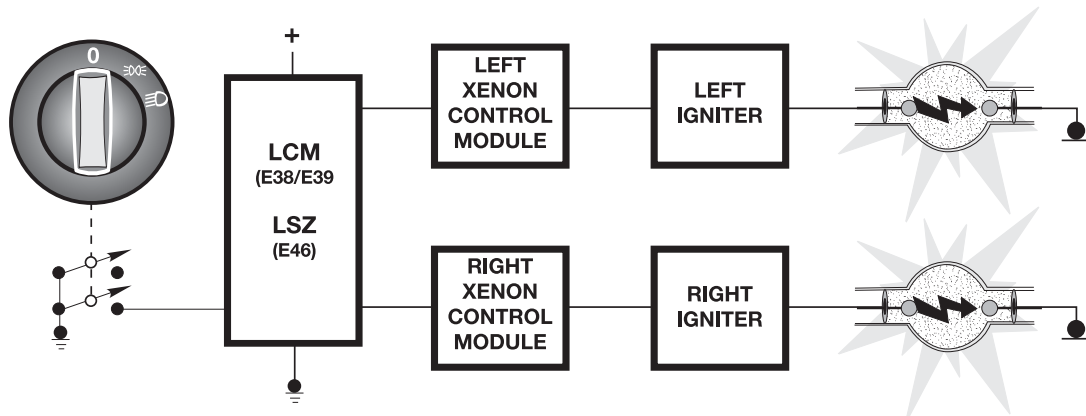 0
+
LCM
(E38/E39
LSZ
(E46)
LEFT
XENON
CONTROL
MODULE
LEFT
IGNITER
RIGHT
XENON
CONTROL
MODULE
RIGHT
IGNITER